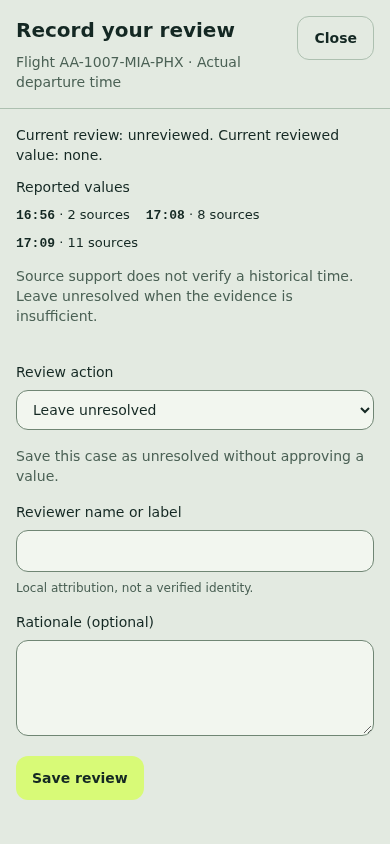 Record your review
Close
Flight AA-1007-MIA-PHX · Actual
departure time
Current review: unreviewed. Current reviewed
value: none.
Reported values
16:56 · 2 sources 17:08 · 8 sources
17:09 · 11 sources
Source support does not verify a historical time.
Leave unresolved when the evidence is
insufficient.
Review action
Leave unresolved
Save this case as unresolved without approving a
value.
Reviewer name or label
Local attribution, not a verified identity.
Rationale (optional)
Save review